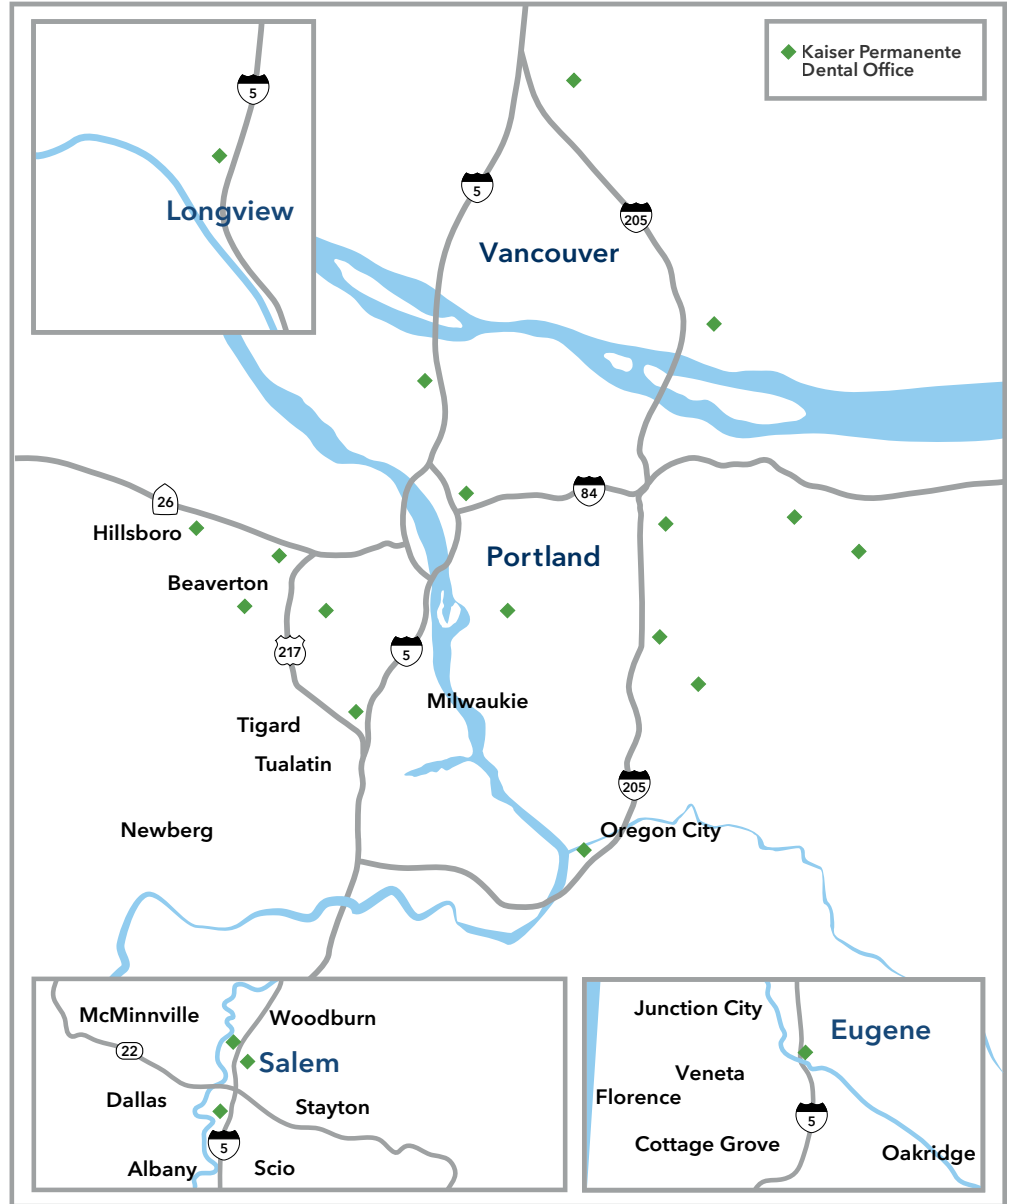 Kaiser Permanente
Dental Office
5
Longview
5
205
Vancouver
26
84
Hillsboro
Portland
Beaverton
217
5
Milwaukie
Tigard
Tualatin
205
Newberg
Oregon City
McMinnville
Woodburn
22
Salem
Dallas
Stayton
5
Albany
Scio
Junction City
Eugene
Veneta
Florence
5
Cottage Grove
Oakridge